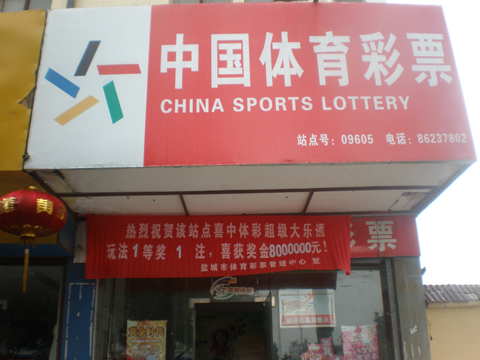 中国体育彩票
CHINA SPORTS LOTTERY
站点号：09605 电话：86237802
热烈祝贺该站点喜中体彩超级大乐透
玩法1等奖 1 注，喜获奖金8000000元！
盐城市体育彩票管理中心 贺
彩票